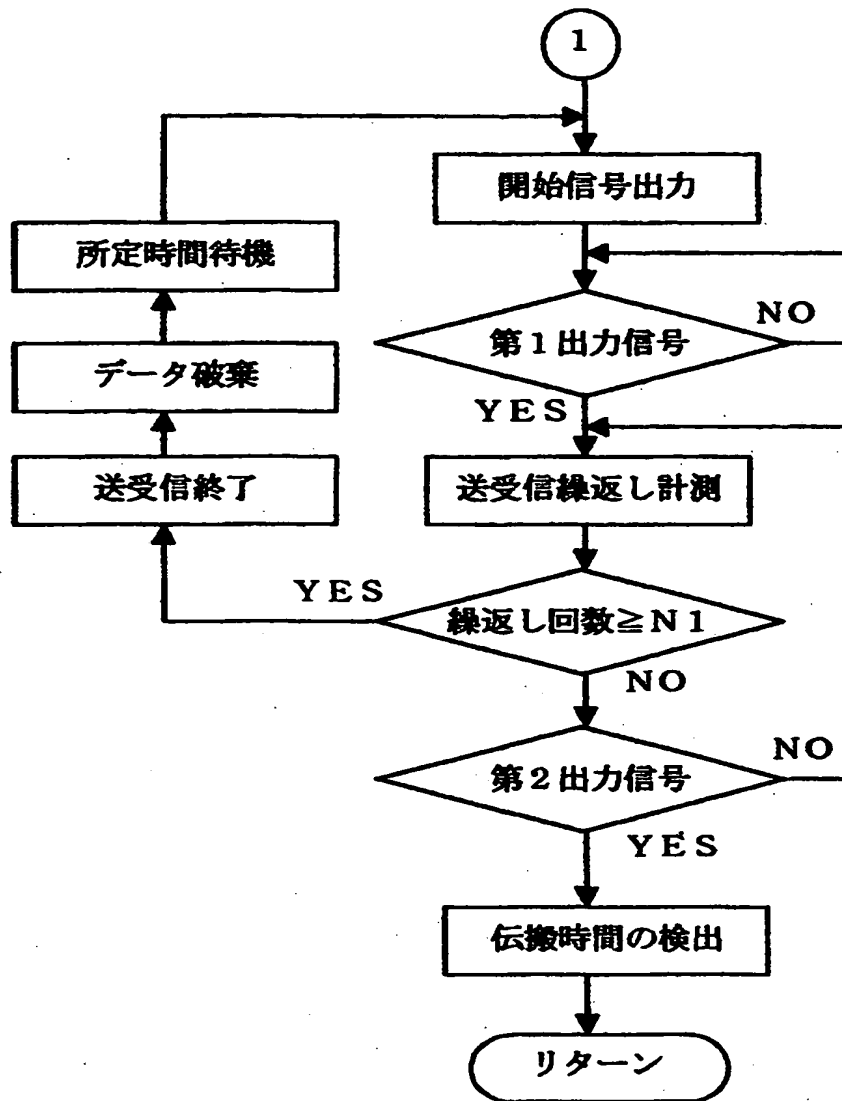 1
開始信号出力
所定時間待機
第1出力信号
NO
データ破棄
YES
送受信終了
送受信繰返し計測
YES
繰返し回数≧N1
NO
第2出力信号
NO
YES
伝搬時間の検出
リターン